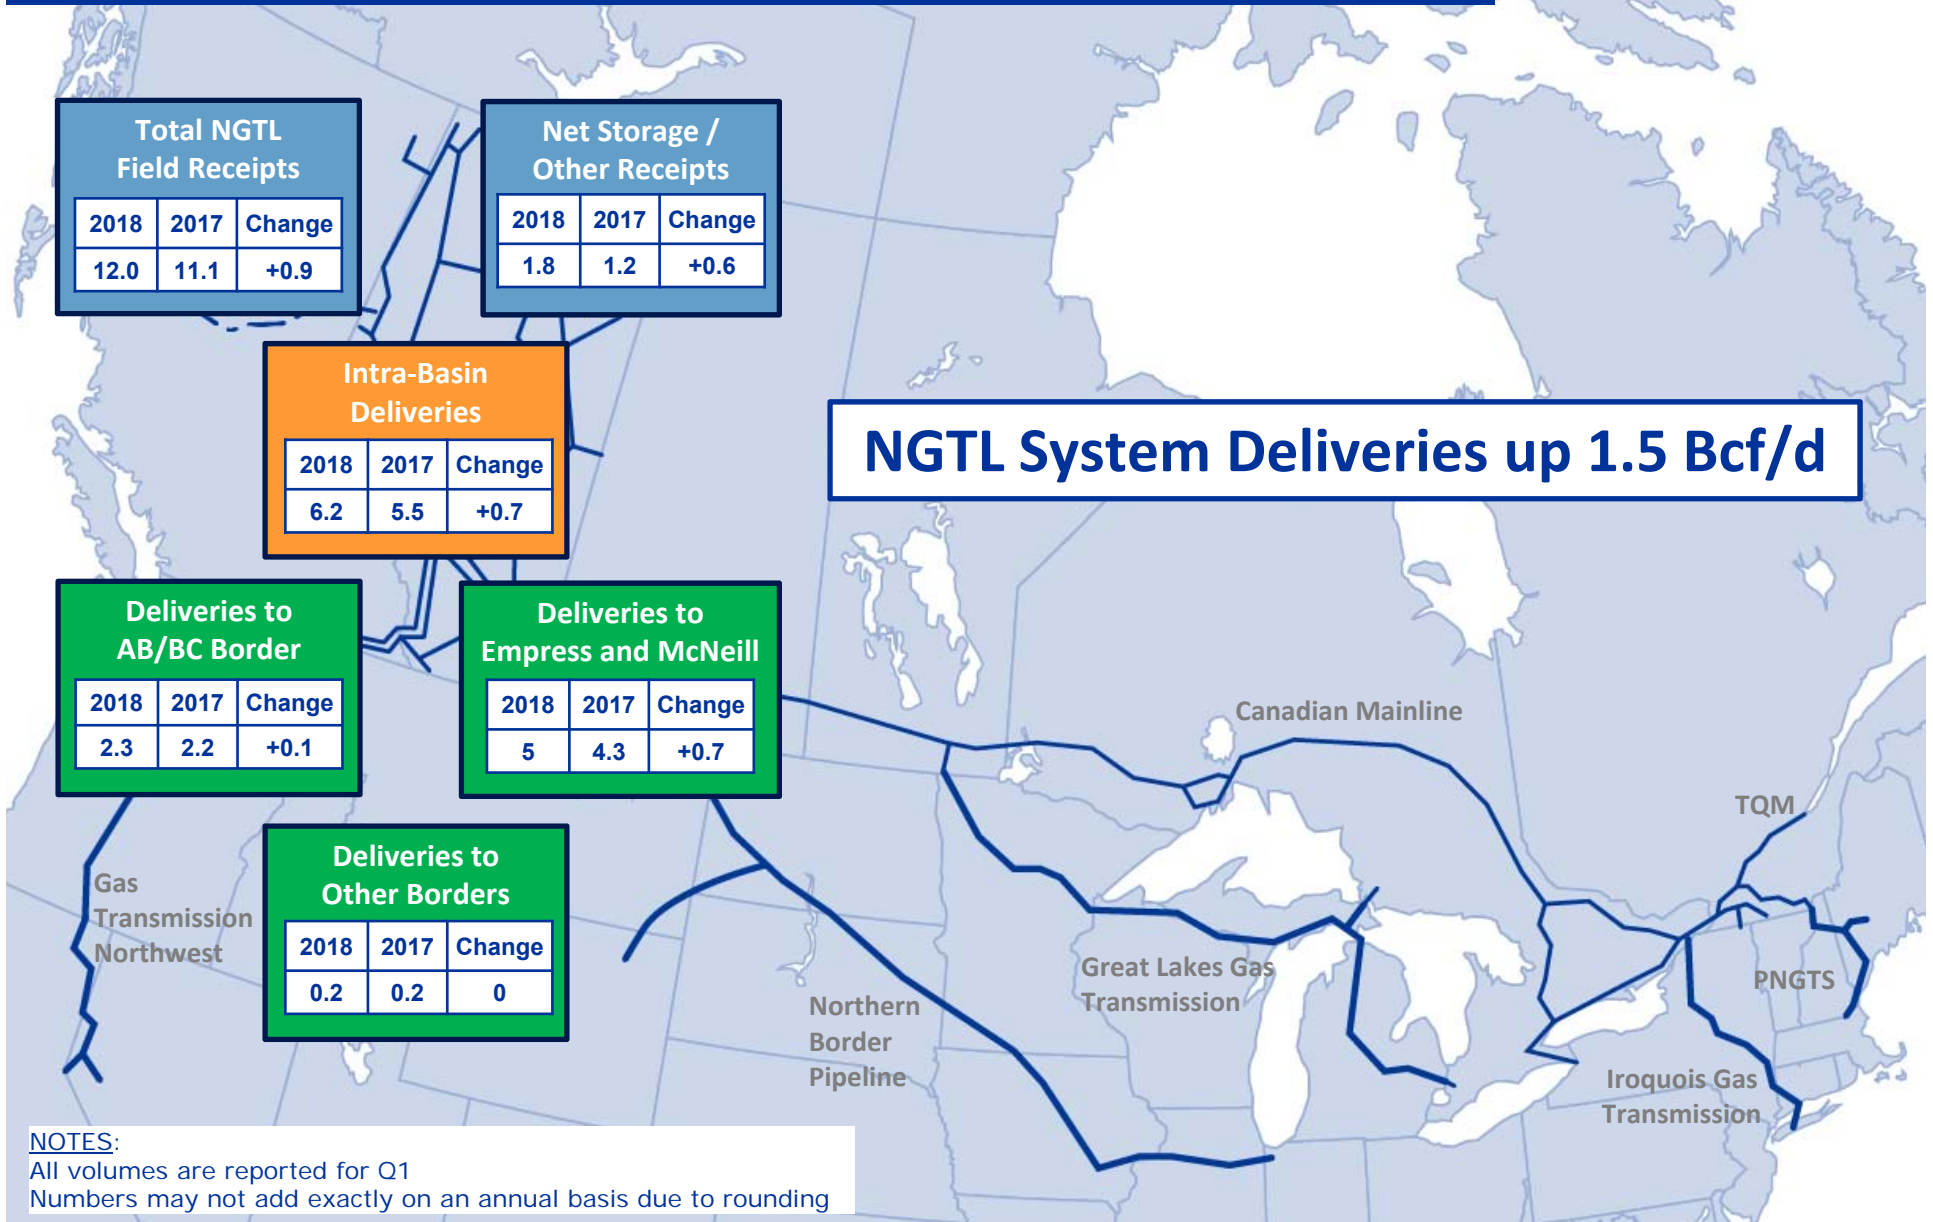 Total NGTL
Field Receipts
2018 2017 Change
12.0 11.1 +0.9
Net Storage /
Other Receipts
2018 2017 Change
1.8 1.2 +0.6
Intra-Basin
Deliveries
2018 2017 Change
6.2 5.5 +0.7
NGTL System Deliveries up 1.5 Bcf/d
Deliveries to
AB/BC Border
2018 2017 Change
2.3 2.2 +0.1
Deliveries to
Empress and McNeill
2018 2017 Change
5 4.3 +0.7
Canadian Mainline
TQM
Deliveries to
Other Borders
2018 2017 Change
0.2 0.2 0
Gas
Transmission
Northwest
Northern
Border
Pipeline
Great Lakes Gas
Transmission
PNGTS
Iroquois Gas
Transmission
NOTES:
All volumes are reported for Q1
Numbers may not add exactly on an annual basis due to rounding